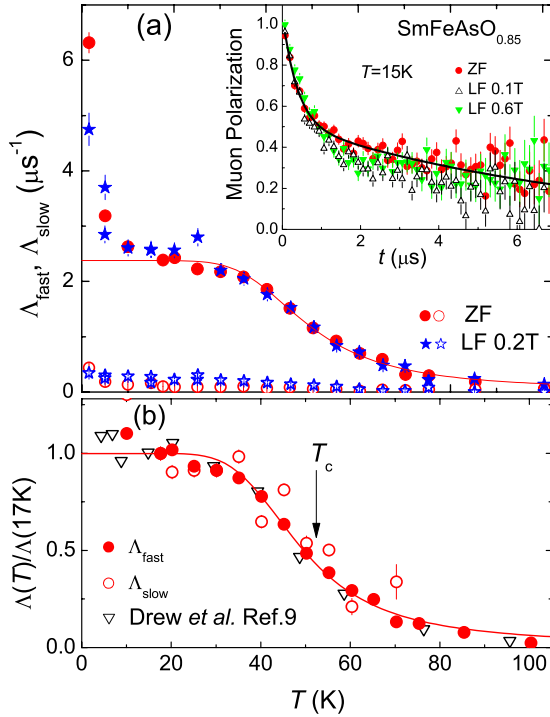 (a)
SmFeAsO0.85
T=15K
ZF
LF 0.1T
LF 0.6T
Muon Polarization
1.0
0.8
0.6
0.4
0.2
0.0
0 2 4 6
t (μs)
Λfast, Λslow (μs-1)
6
4
2
0
ZF
LF 0.2T
(b)
Tc
Λ(T)/Λ(17K)
1.0
0.5
0.0
Λfast
Λslow
Drew et al. Ref.9
0 20 40 60 80 100
T (K)